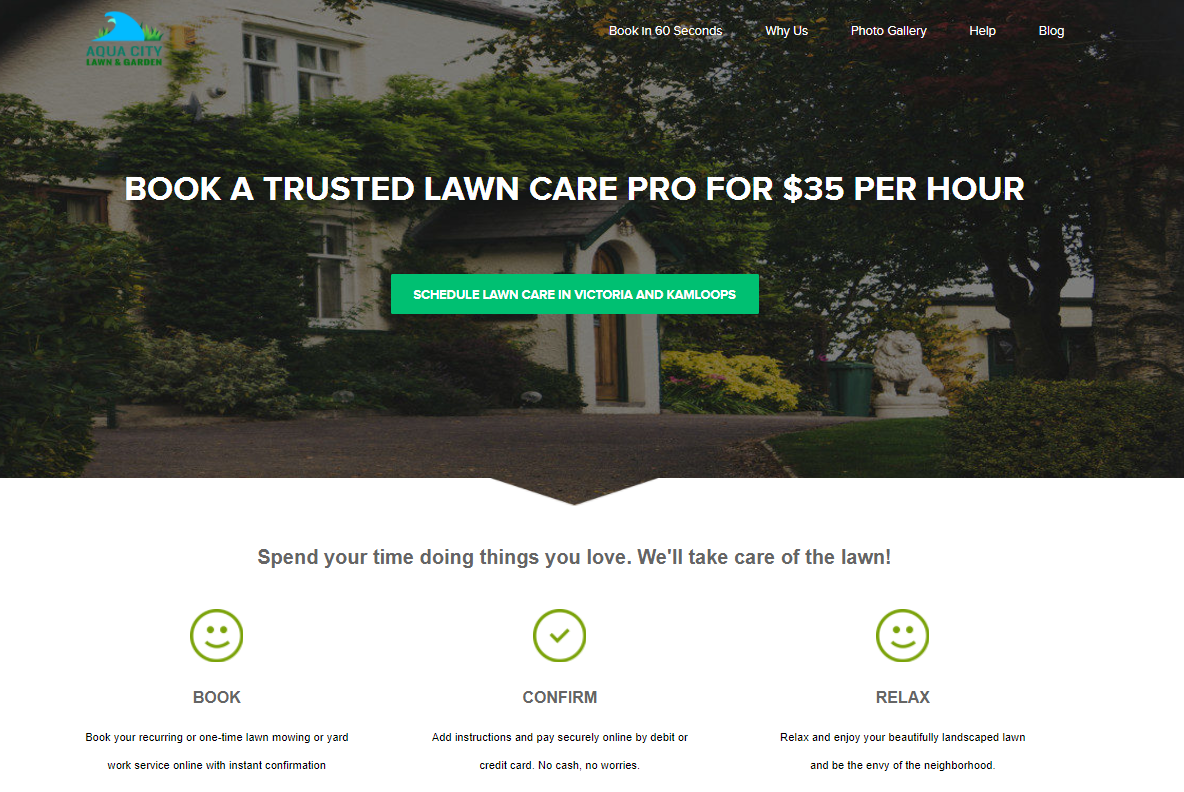 AQUA CITY
LAWN & GARDEN
Book in 60 Seconds Why Us Photo Gallery Help Blog
BOOK A TRUSTED LAWN CARE PRO FOR $35 PER HOUR
SCHEDULE LAWN CARE IN VICTORIA AND KAMLOOPS
Spend your time doing things you love. We'll take care of the lawn!
BOOK
Book your recurring or one-time lawn mowing or yard
work service online with instant confirmation
CONFIRM
Add instructions and pay securely online by debit or
credit card. No cash, no worries.
RELAX
Relax and enjoy your beautifully landscaped lawn
and be the envy of the neighborhood.